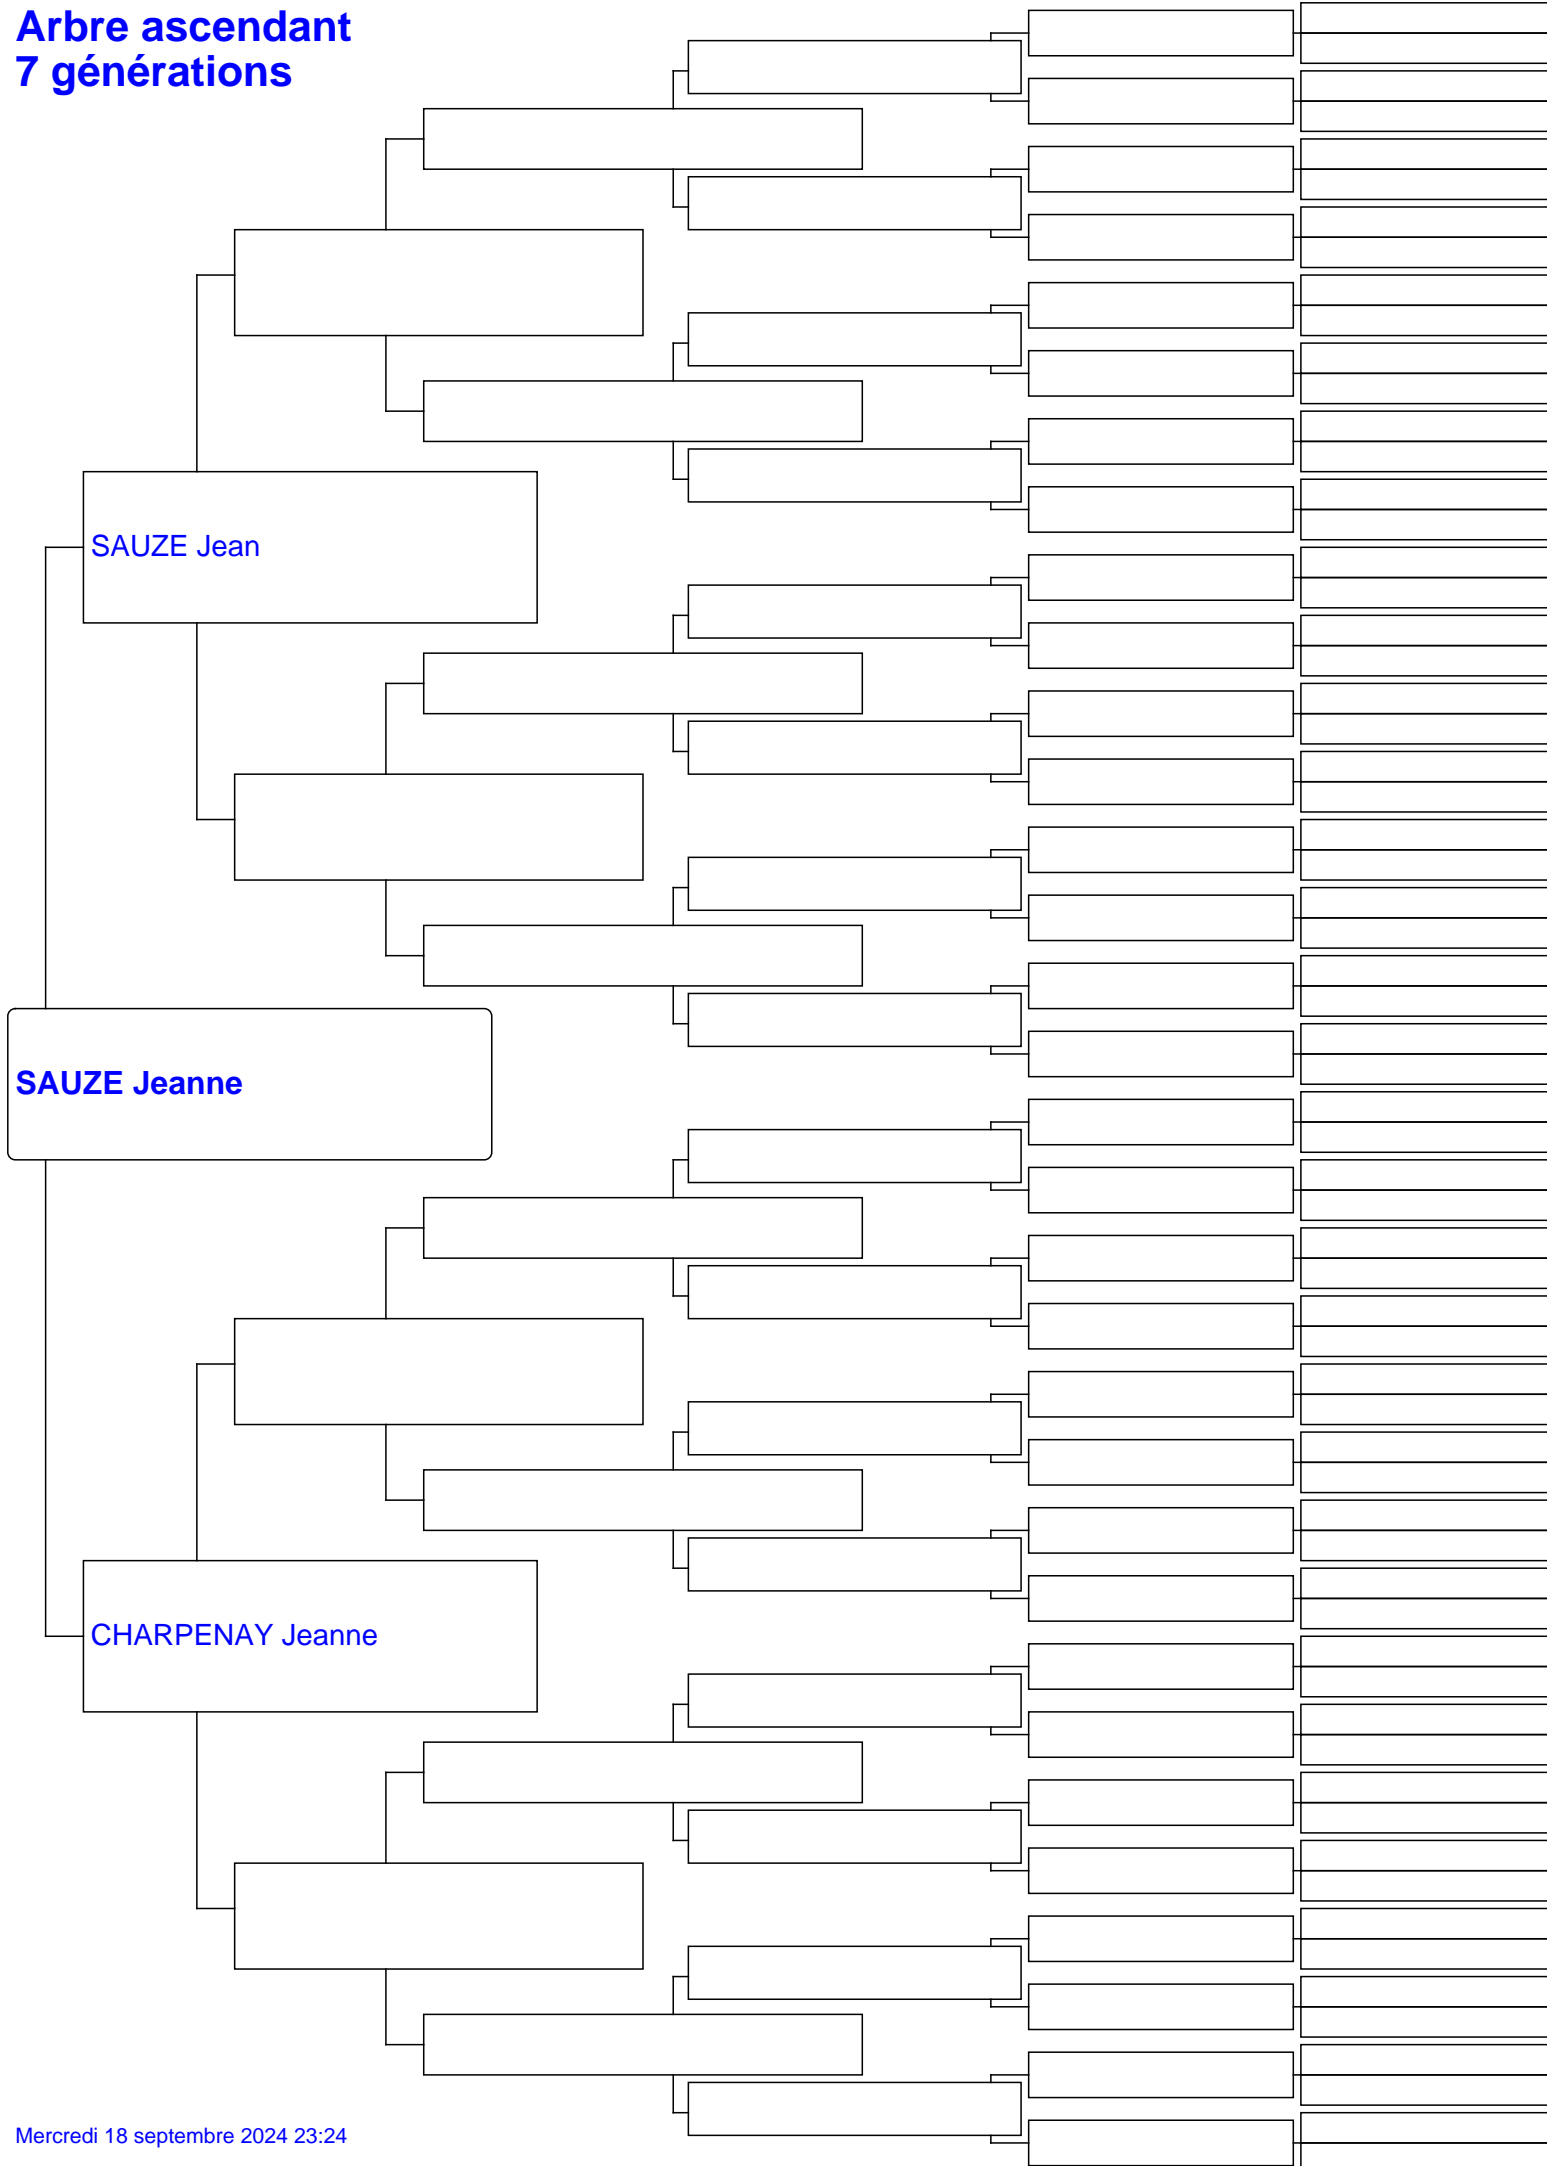 Arbre ascendant
7 générations
SAUZE Jean
SAUZE Jeanne
CHARPENAY Jeanne
Mercredi 18 septembre 2024 23:24